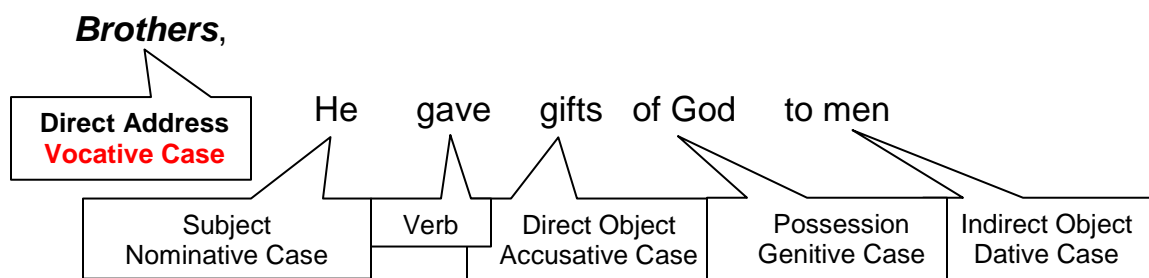 Brothers,
He gave gifts of God to men
Direct Address
Vocative Case
Subject
Nominative Case
Verb
Direct Object
Accusative Case
Possession
Genitive Case
Indirect Object
Dative Case